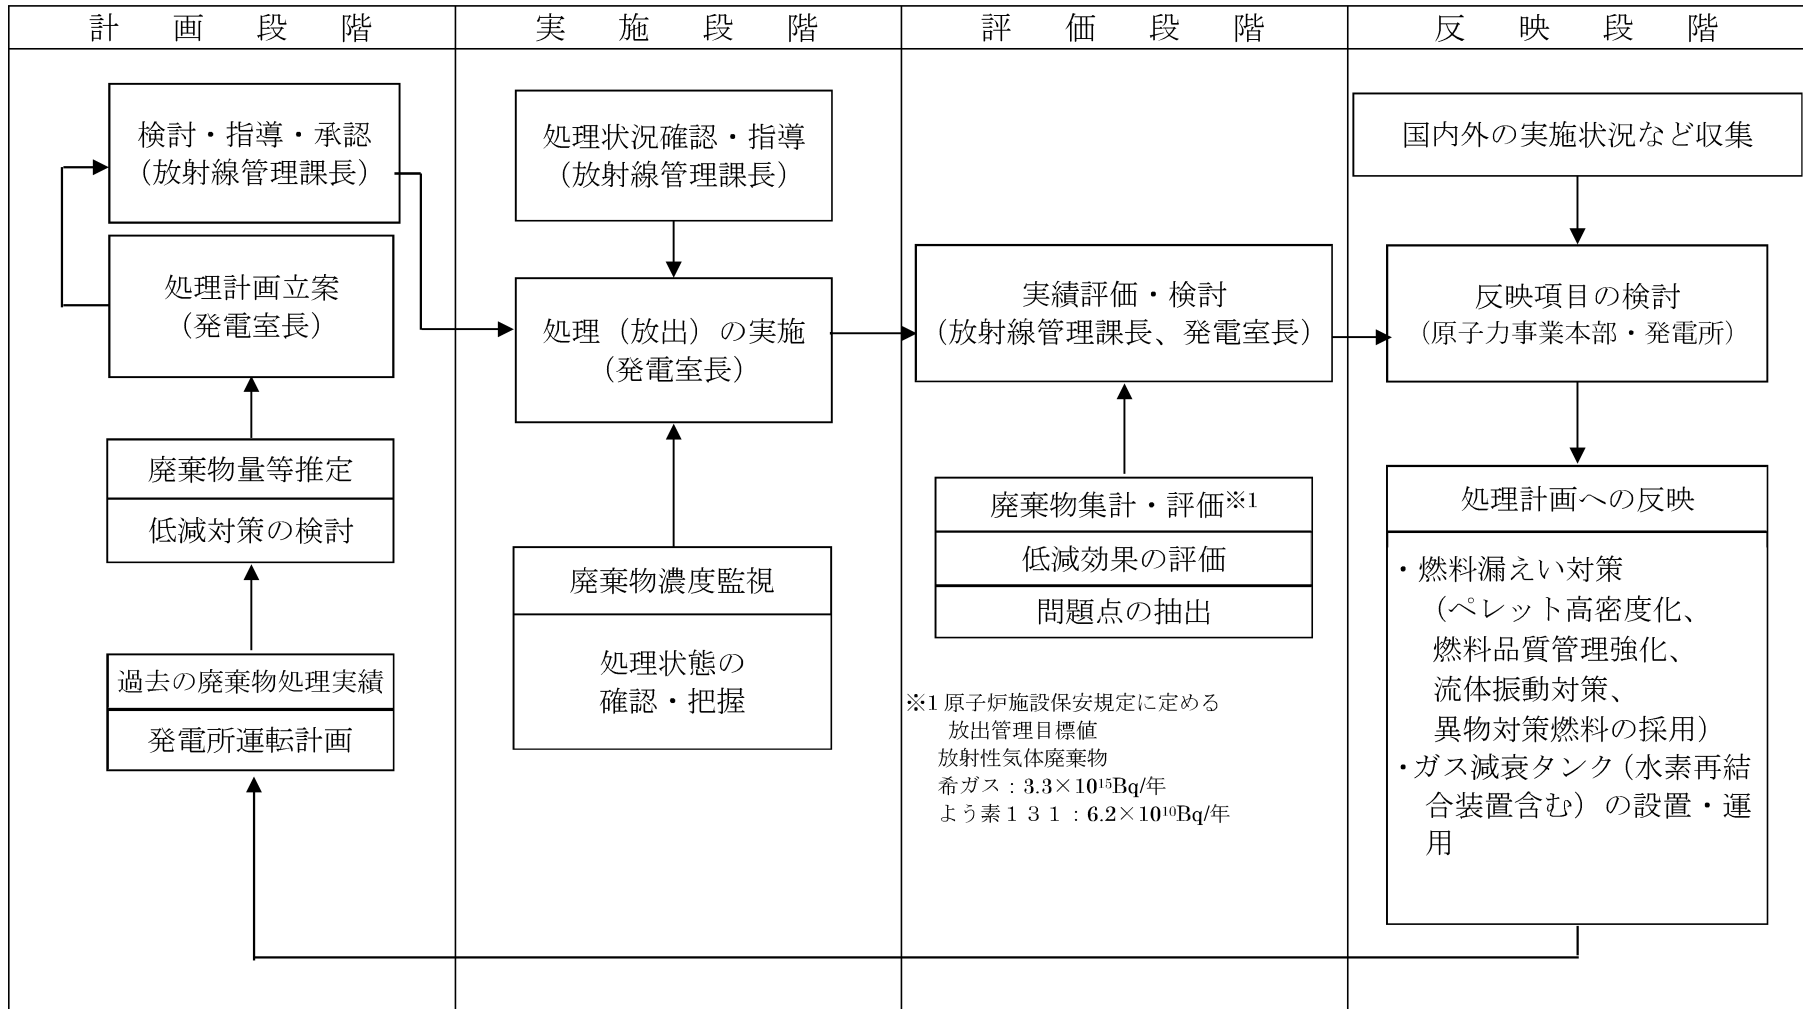 計画段階
検討・指導・承認
（放射線管理課長）
処理計画立案
（発電室長）
廃棄物量等推定
低減対策の検討
過去の廃棄物処理実績
発電所運転計画
実施段階
処理状況確認・指導
（放射線管理課長）
処理（放出）の実施
（発電室長）
廃棄物濃度監視
処理状態の
確認・把握
評価段階
実績評価・検討
（放射線管理課長、発電室長）
廃棄物集計・評価※1
低減効果の評価
問題点の抽出
※1 原子炉施設保安規定に定める
放出管理目標値
放射性気体廃棄物
希ガス：3.3×10¹⁵Bq/年
よう素１３１：6.2×10¹⁰Bq/年
反映段階
国内外の実施状況など収集
反映項目の検討
（原子力事業本部・発電所）
処理計画への反映
・燃料漏えい対策
（ペレット高密度化、
燃料品質管理強化、
流体振動対策、
異物対策燃料の採用）
・ガス減衰タンク（水素再結
合装置含む）の設置・運
用